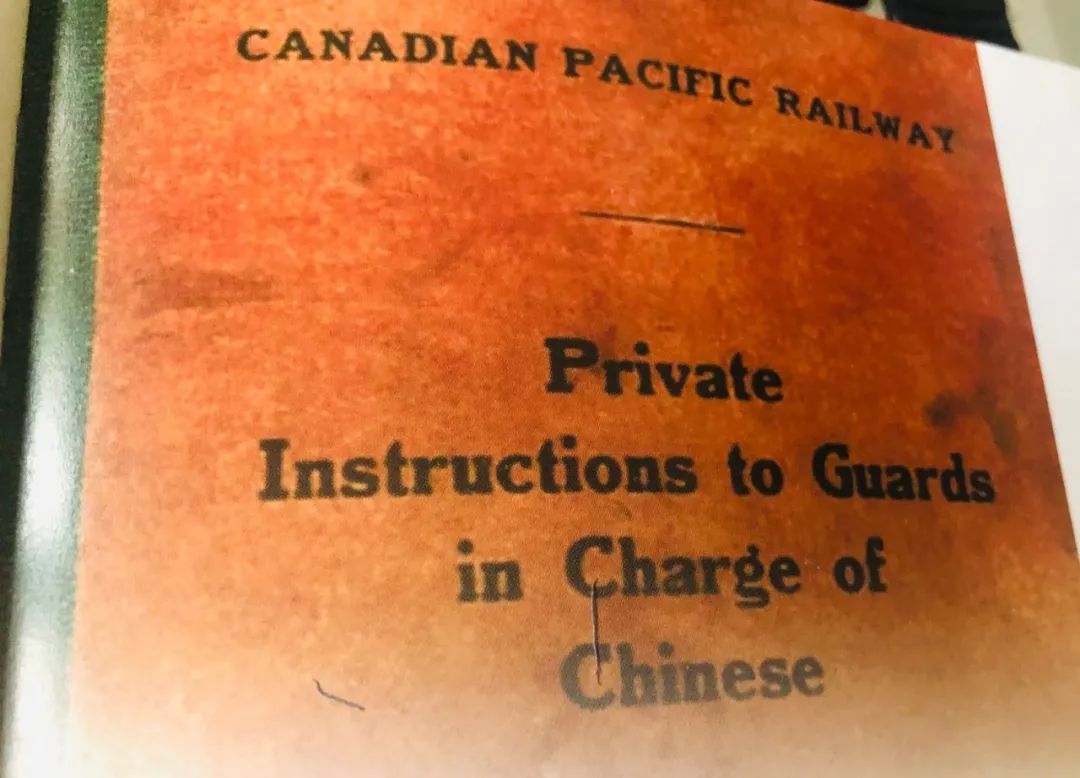 CANADIAN PACIFIC RAILWAY
Private
Instructions to Guards
in Charge of
Chinese